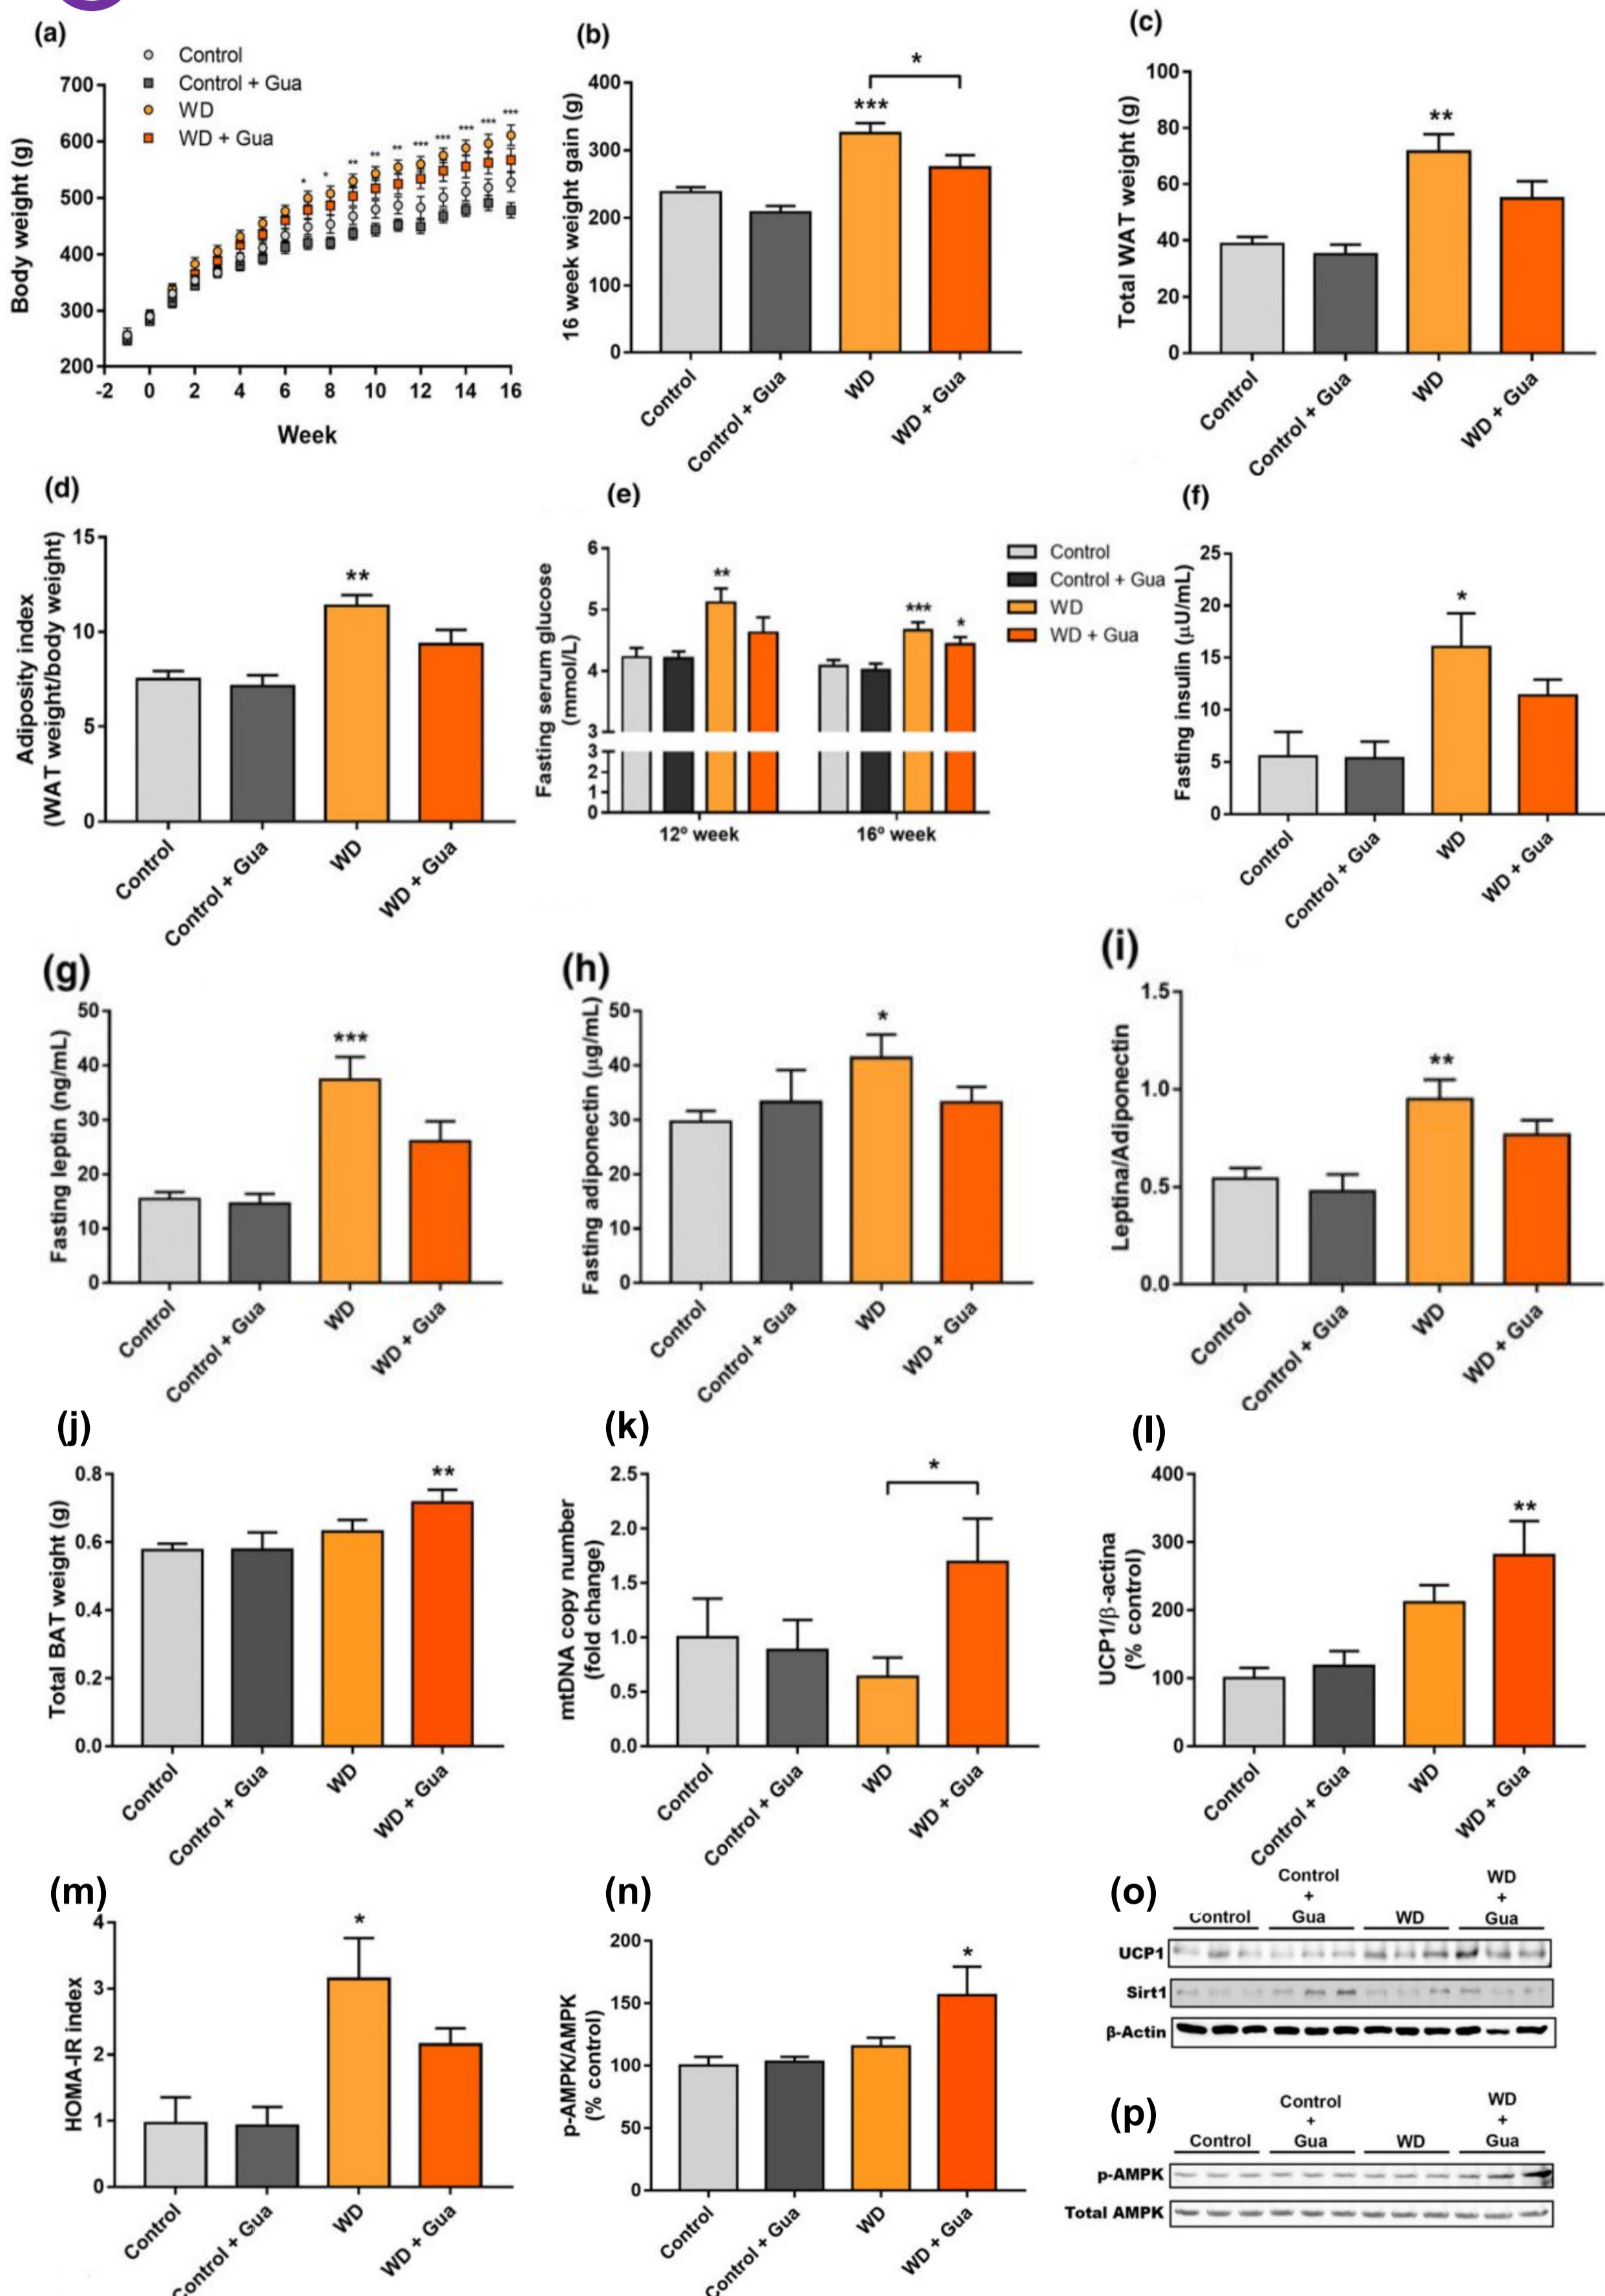 (a)
Control
Control + Gua
WD
WD + Gua
Body weight (g)
700
600
500
400
300
200
* * ** ** ** *** *** *** *** ***
-2 0 2 4 6 8 10 12 14 16
Week
(b)
16 week weight gain (g)
400
300
200
100
0
***
*
Control
Control + Gua
WD
WD + Gua
(c)
Total WAT weight (g)
100
80
60
40
20
0
**
Control
Control + Gua
WD
WD + Gua
(d)
Adiposity index
(WAT weight/body weight)
15
10
5
0
**
Control
Control + Gua
WD
WD + Gua
(e)
Fasting serum glucose
(mmol/L)
6
5
4
3
3
2
1
0
**
***
*
12º week
16º week
Control
Control + Gua
WD
WD + Gua
(f)
Fasting insulin (µU/mL)
25
20
15
10
5
0
*
Control
Control + Gua
WD
WD + Gua
(g)
Fasting leptin (ng/mL)
50
40
30
20
10
0
***
Control
Control + Gua
WD
WD + Gua
(h)
Fasting adiponectin (µg/mL)
50
40
30
20
10
0
*
Control
Control + Gua
WD
WD + Gua
(i)
Leptina/Adiponectin
1.5
1.0
0.5
0.0
**
Control
Control + Gua
WD
WD + Gua
(j)
Total BAT weight (g)
0.8
0.6
0.4
0.2
0.0
**
Control
Control + Gua
WD
WD + Gua
(k)
mtDNA copy number
(fold change)
2.5
2.0
1.5
1.0
0.5
0.0
*
Control
Control + Gua
WD
WD + Gua
(l)
UCP1/β-actina
(% control)
400
300
200
100
0
**
Control
Control + Gua
WD
WD + Gua
(m)
HOMA-IR index
4
3
2
1
0
*
Control
Control + Gua
WD
WD + Gua
(n)
p-AMPK/AMPK
(% control)
200
150
100
50
0
*
Control
Control + Gua
WD
WD + Gua
(o)
Control
Control
+
Gua
WD
WD
+
Gua
UCP1
Sirt1
β-Actin
(p)
Control
Control
+
Gua
WD
WD
+
Gua
p-AMPK
Total AMPK